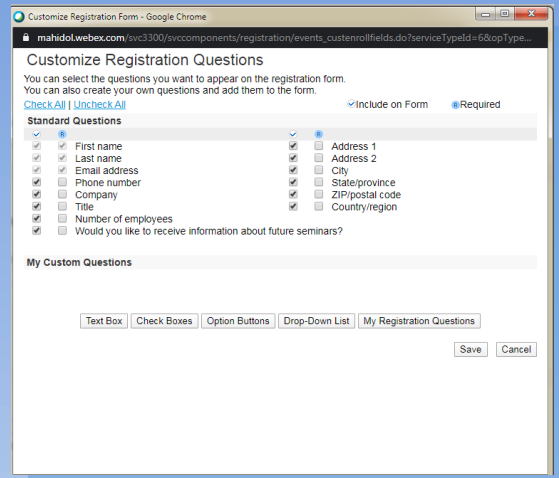 Customize Registration Form - Google Chrome
mahidol.webex.com/svc3300/svccomponents/registration/events_custenrollfields.do?serviceTypeId=6&opType...
Customize Registration Questions
You can select the questions you want to appear on the registration form.
You can also create your own questions and add them to the form.
Check All | Uncheck All Include on Form R Required
Standard Questions
R R
First name Address 1
Last name Address 2
Email address City
Phone number State/province
Company ZIP/postal code
Title Country/region
Number of employees
Would you like to receive information about future seminars?
My Custom Questions
Text Box Check Boxes Option Buttons Drop-Down List My Registration Questions
Save Cancel